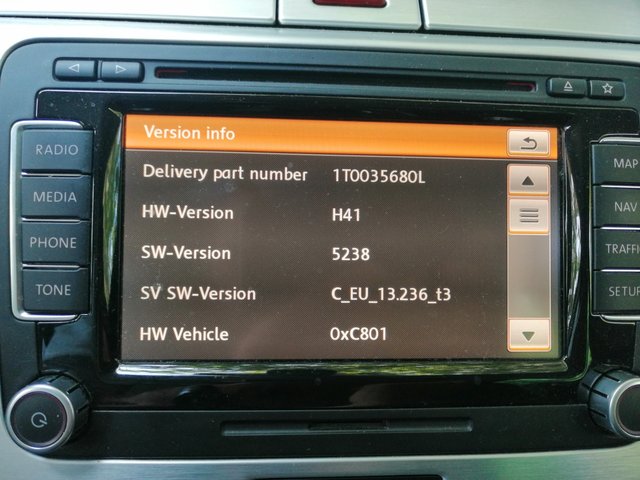 Version info
RADIO
MEDIA
PHONE
TONE
Delivery part number 1T0035680L
HW-Version H41
SW-Version 5238
SV SW-Version C_EU_13.236_t3
HW Vehicle 0xC801
MAP
NAV
TRAFFI
SETUP